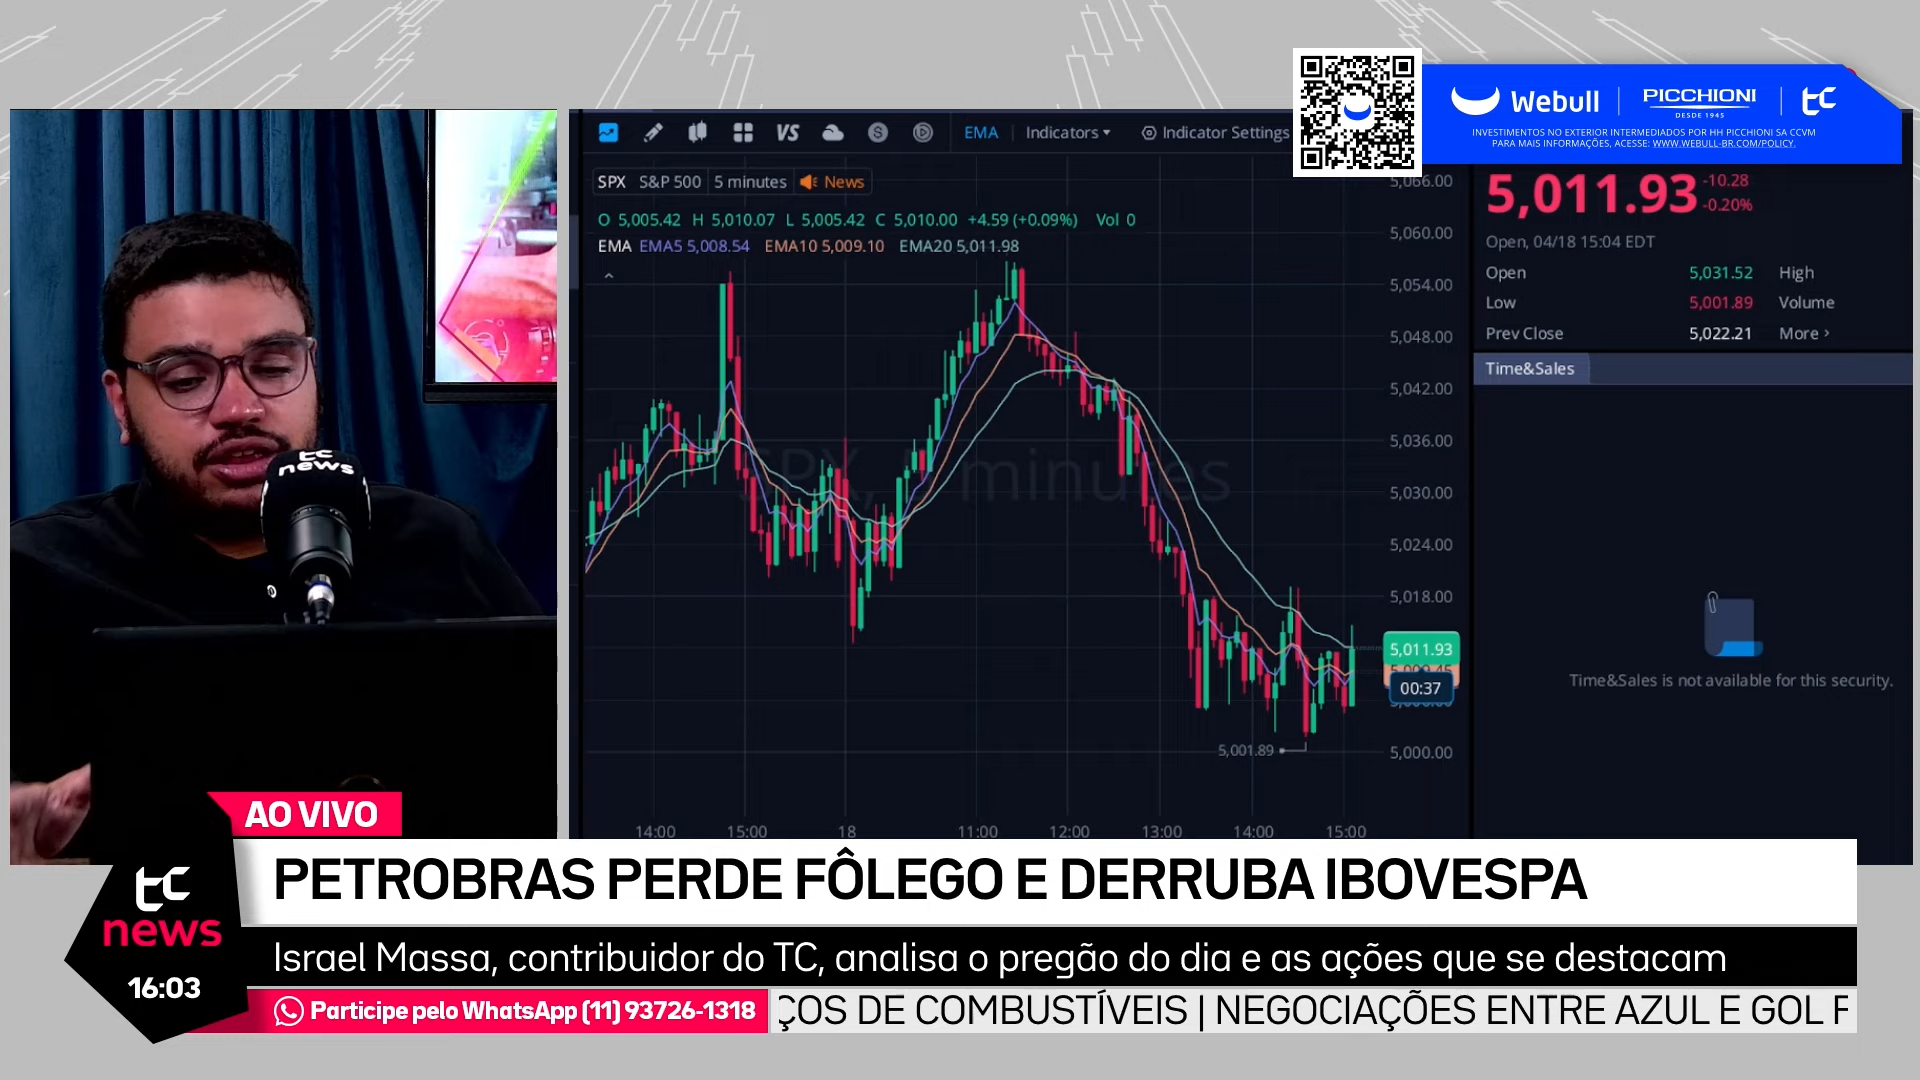 Webull | PICCHIONI | tc
DESDE 1945
INVESTIMENTOS NO EXTERIOR INTERMEDIADOS POR HH PICCHIONI SA CCVM
PARA MAIS INFORMAÇÕES, ACESSE: WWW.WEBULL-BR.COM/POLICY.
VS
EMA
Indicators
Indicator Settings
SPX S&P 500 5 minutes News
O 5,005.42 H 5,010.07 L 5,005.42 C 5,010.00 +4.59 (+0.09%) Vol 0
EMA EMA5 5,008.54 EMA10 5,009.10 EMA20 5,011.98
SPX, 5 minutes
5,066.00
5,060.00
5,054.00
5,048.00
5,042.00
5,036.00
5,030.00
5,024.00
5,018.00
5,011.93
00:37
5,000.00
5,001.89
14:00 15:00 18 11:00 12:00 13:00 14:00 15:00
5,011.93 -10.28
-0.20%
Open, 04/18 15:04 EDT
Open 5,031.52 High
Low 5,001.89 Volume
Prev Close 5,022.21 More ›
Time&Sales
Time&Sales is not available for this security.
tc
news
AO VIVO
PETROBRAS PERDE FÔLEGO E DERRUBA IBOVESPA
Israel Massa, contribuidor do TC, analisa o pregão do dia e as ações que se destacam
tc
news
16:03
Participe pelo WhatsApp (11) 93726-1318
ÇOS DE COMBUSTÍVEIS | NEGOCIAÇÕES ENTRE AZUL E GOL